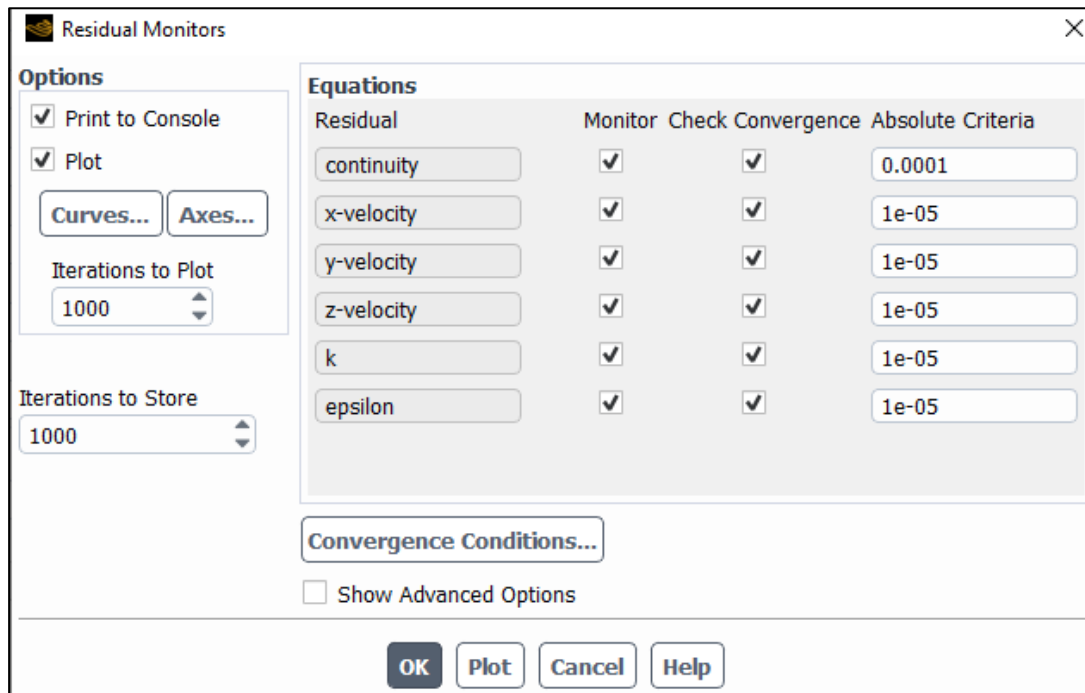 Residual Monitors
Options
Print to Console
Plot
Curves... Axes...
Iterations to Plot
1000
Iterations to Store
1000
Equations
Residual Monitor Check Convergence Absolute Criteria
continuity 0.0001
x-velocity 1e-05
y-velocity 1e-05
z-velocity 1e-05
k 1e-05
epsilon 1e-05
Convergence Conditions...
Show Advanced Options
OK Plot Cancel Help